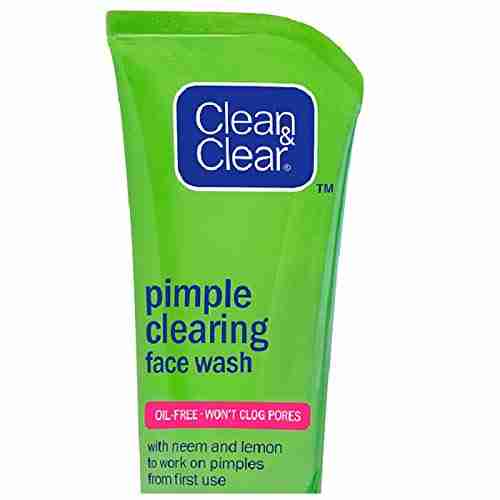 Clean
&
Clear®
TM
pimple
clearing
face wash
OIL-FREE · WON'T CLOG PORES
with neem and lemon
to work on pimples
from first use